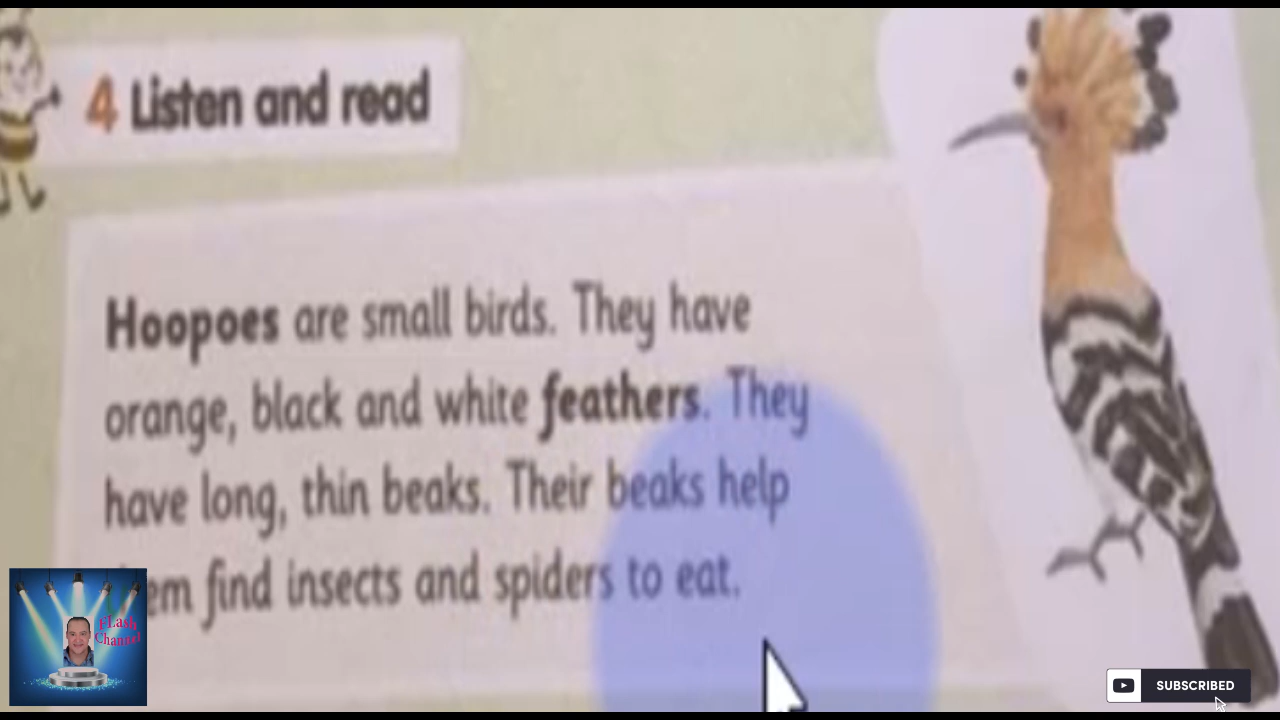 4 Listen and read
Hoopoes are small birds. They have
orange, black and white feathers. They
have long, thin beaks. Their beaks help
em find insects and spiders to eat.
FLash
Channel
SUBSCRIBED